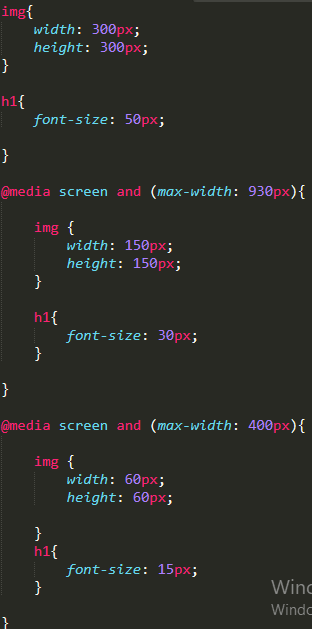 img{
    width: 300px;
    height: 300px;
}
h1{
    font-size: 50px;
}
@media screen and (max-width: 930px){
    img {
        width: 150px;
        height: 150px;
    }
    h1{
        font-size: 30px;
    }
}
@media screen and (max-width: 400px){
    img {
        width: 60px;
        height: 60px;
    }
    h1{
        font-size: 15px;
    }
}